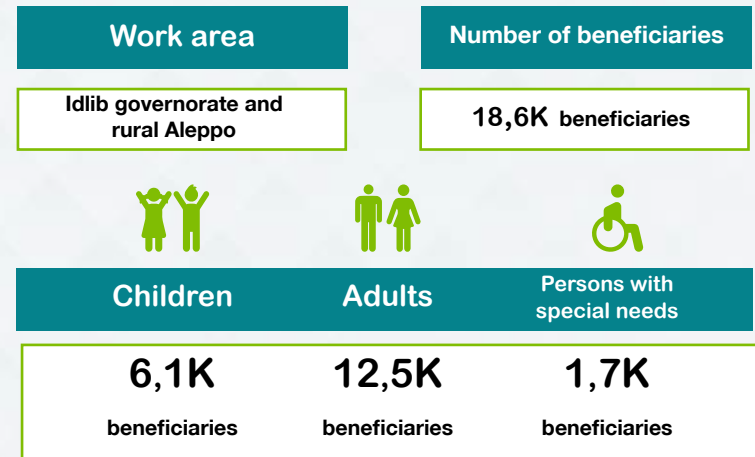 Work area
Number of beneficiaries
Idlib governorate and
rural Aleppo
18,6K beneficiaries
Children
Adults
Persons with
special needs
6,1K
12,5K
1,7K
beneficiaries
beneficiaries
beneficiaries